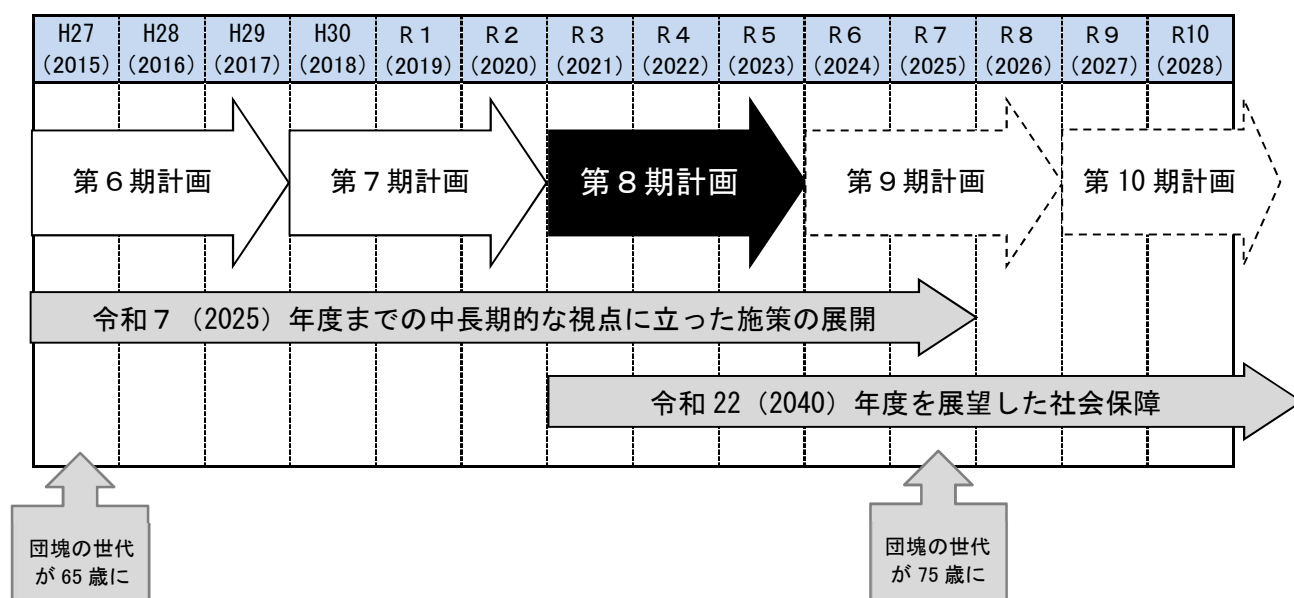 H27 H28 H29 H30 R1 R2 R3 R4 R5 R6 R7 R8 R9 R10
(2015) (2016) (2017) (2018) (2019) (2020) (2021) (2022) (2023) (2024) (2025) (2026) (2027) (2028)
第6期計画 第7期計画 第8期計画 第9期計画 第10期計画
令和7（2025）年度までの中長期的な視点に立った施策の展開
令和22（2040）年度を展望した社会保障
団塊の世代
が65歳に
団塊の世代
が75歳に